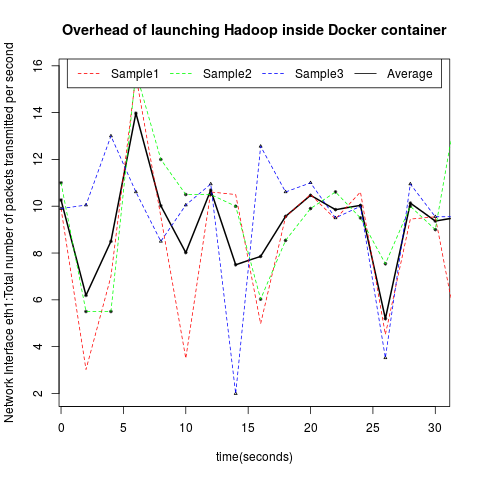 Overhead of launching Hadoop inside Docker container
Network Interface eth1:Total number of packets transmitted per second
16
14
12
10
8
6
4
2
Sample1 Sample2 Sample3 Average
0 5 10 15 20 25 30
time(seconds)